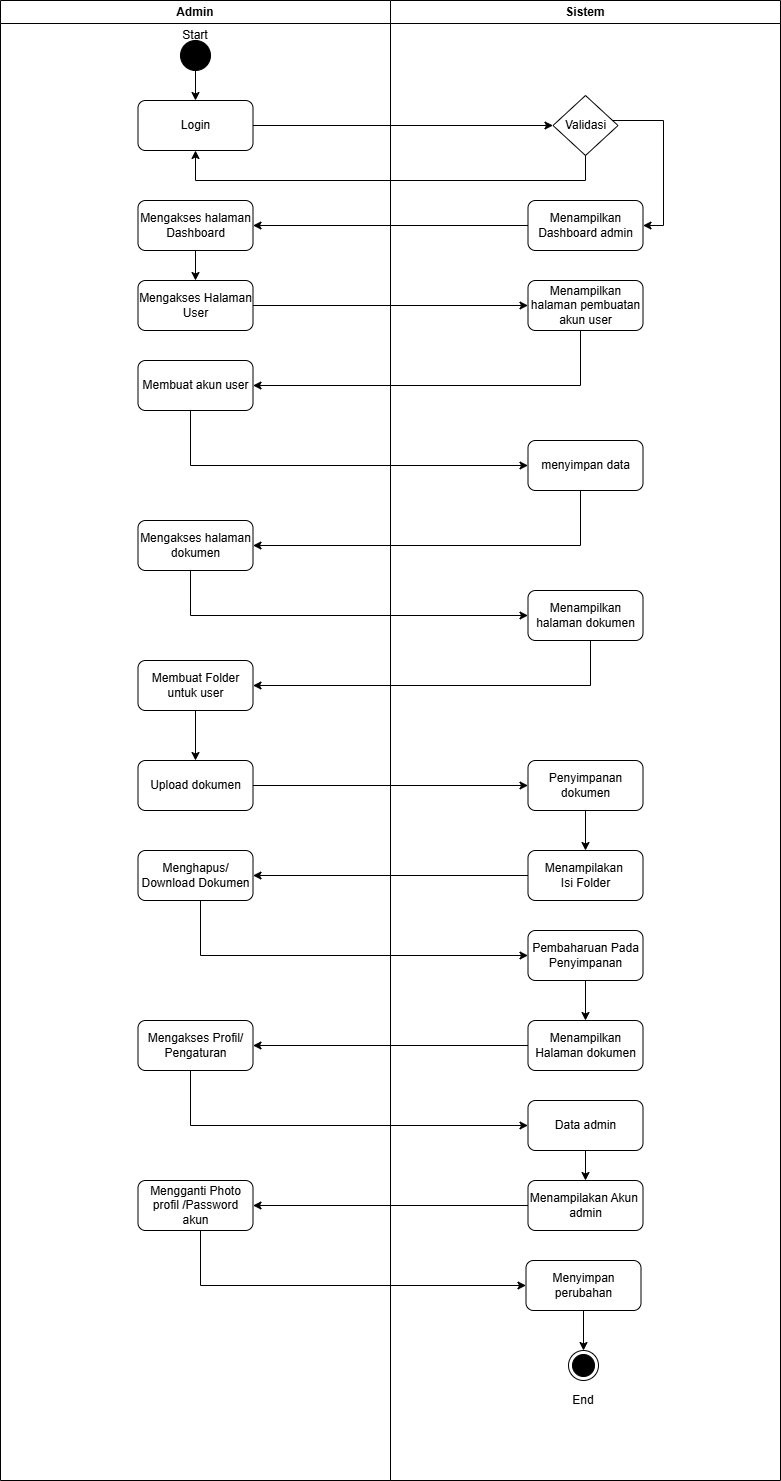 Admin
Sistem
Start
Login
Validasi
Mengakses halaman
Dashboard
Menampilkan
Dashboard admin
Mengakses Halaman
User
Menampilkan
halaman pembuatan
akun user
Membuat akun user
menyimpan data
Mengakses halaman
dokumen
Menampilkan
halaman dokumen
Membuat Folder
untuk user
Upload dokumen
Penyimpanan
dokumen
Menghapus/
Download Dokumen
Menampilakan
Isi Folder
Pembaharuan Pada
Penyimpanan
Mengakses Profil/
Pengaturan
Menampilkan
Halaman dokumen
Data admin
Mengganti Photo
profil /Password
akun
Menampilakan Akun
admin
Menyimpan
perubahan
End